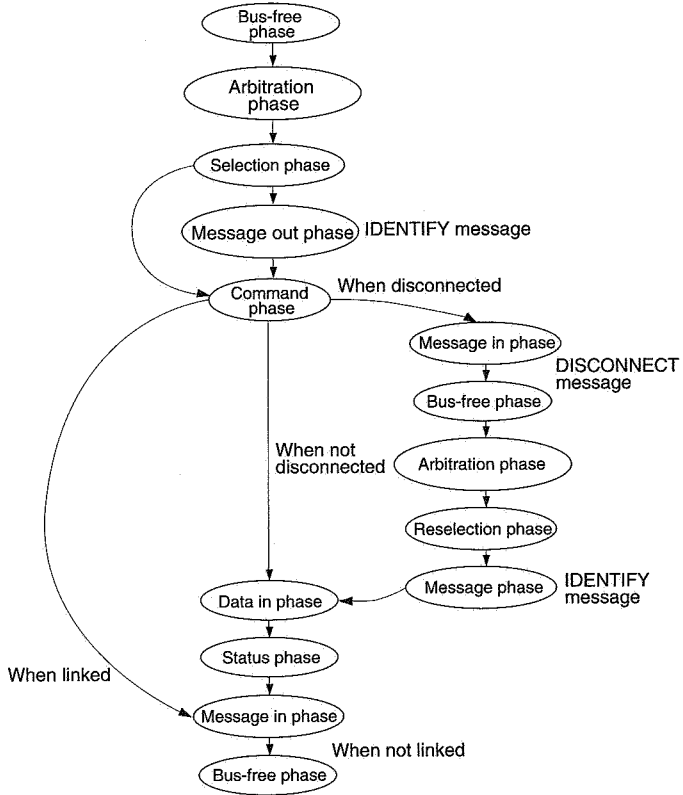 Bus-free
phase
Arbitration
phase
Selection phase
Message out phase
IDENTIFY message
Command
phase
When disconnected
Message in phase
DISCONNECT
message
Bus-free phase
When not
disconnected
Arbitration phase
Reselection phase
Message phase
IDENTIFY
message
Data in phase
Status phase
When linked
Message in phase
When not linked
Bus-free phase